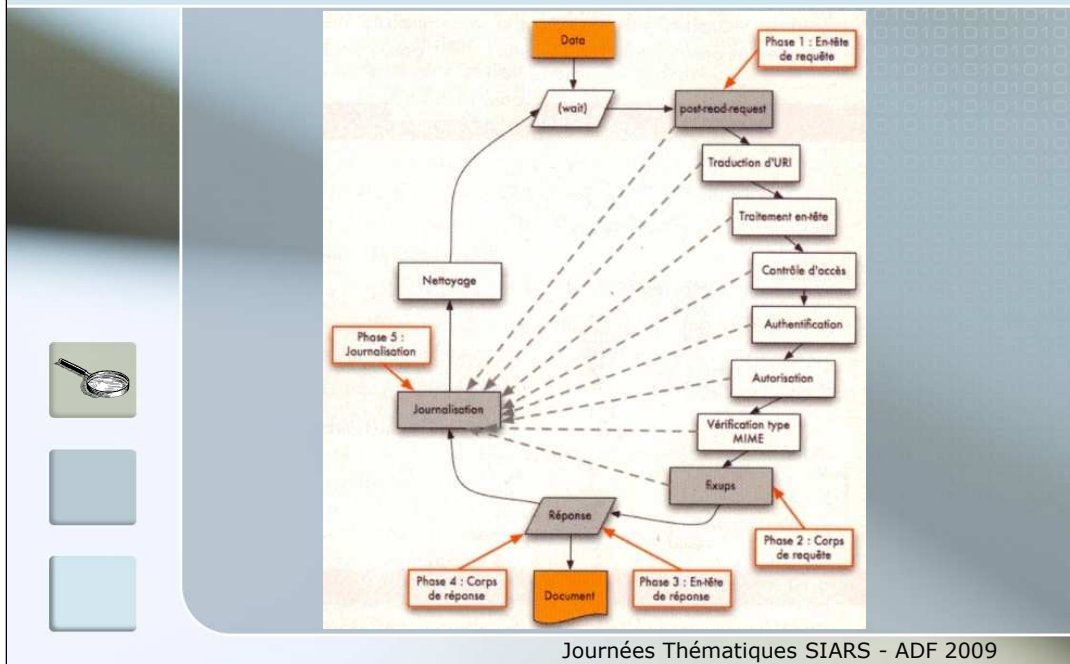 Data
Phase 1 : En-tête
de requête
(wait)
post-read-request
Traduction d'URI
Traitement en-tête
Contrôle d'accès
Nettoyage
Authentification
Phase 5 :
Journalisation
Autorisation
Journalisation
Vérification type
MIME
fixups
Réponse
Phase 2 : Corps
de requête
Phase 4 : Corps
de réponse
Document
Phase 3 : En-tête
de réponse
Journées Thématiques SIARS - ADF 2009